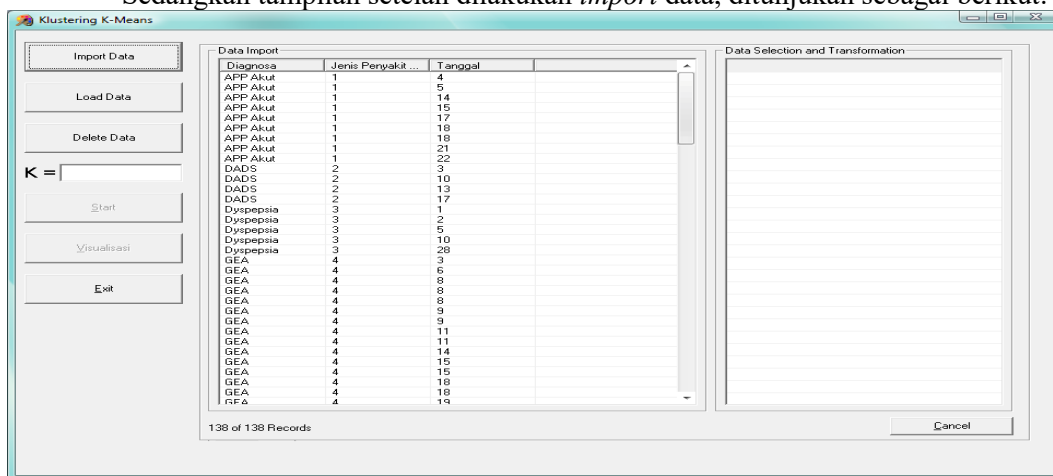 Sedangkan tampilan setelah dilakukan import data, ditunjukan sebagai berikut:
Klustering K-Means
Import Data
Load Data
Delete Data
K =
Start
Visualisasi
Exit
Data Import
Diagnosa Jenis Penyakit ... Tanggal
APP Akut 1 4
APP Akut 1 5
APP Akut 1 14
APP Akut 1 15
APP Akut 1 17
APP Akut 1 18
APP Akut 1 18
APP Akut 1 21
APP Akut 1 22
DADS 2 3
DADS 2 10
DADS 2 13
DADS 2 17
Dyspepsia 3 1
Dyspepsia 3 2
Dyspepsia 3 5
Dyspepsia 3 10
Dyspepsia 3 28
GEA 4 3
GEA 4 6
GEA 4 8
GEA 4 8
GEA 4 8
GEA 4 9
GEA 4 9
GEA 4 11
GEA 4 11
GEA 4 14
GEA 4 15
GEA 4 15
GEA 4 18
GEA 4 18
GEA 4 19
138 of 138 Records
Data Selection and Transformation
Cancel